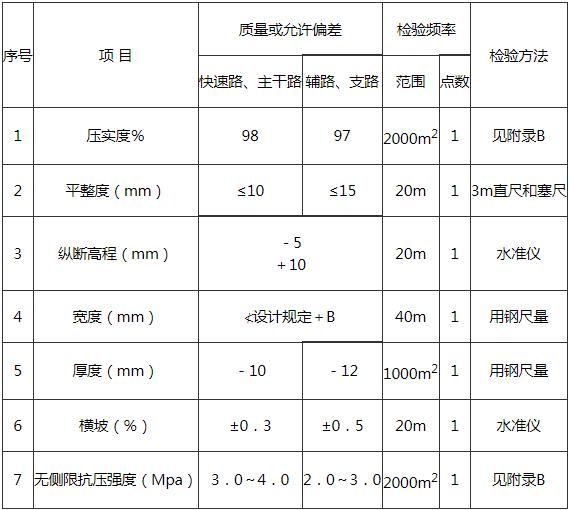 序号 项 目 质量或允许偏差 检验频率 检验方法
快速路、主干路 辅路、支路 范围 点数
1 压实度% 98 97 2000m² 1 见附录B
2 平整度（mm） ≤10 ≤15 20m 1 3m直尺和塞尺
3 纵断高程（mm） -5 20m 1 水准仪
+10
4 宽度（mm） ≮设计规定+B 40m 1 用钢尺量
5 厚度（mm） -10 -12 1000m² 1 用钢尺量
6 横坡（%） ±0.3 ±0.5 20m 1 水准仪
7 无侧限抗压强度（Mpa） 3.0~4.0 2.0~3.0 2000m² 1 见附录B